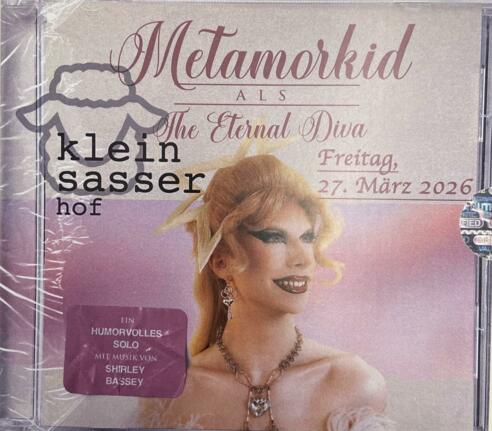 Metamorkid
ALS
The Eternal Diva
klein
sasser
hof
Freitag,
27. März 2026
EIN
HUMORVOLLES
SOLO
MIT MUSIK VON
SHIRLEY
BASSEY